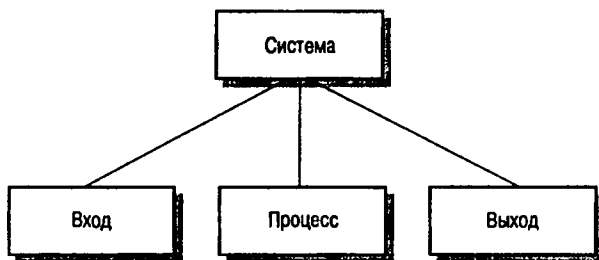 Система
Вход
Процесс
Выход